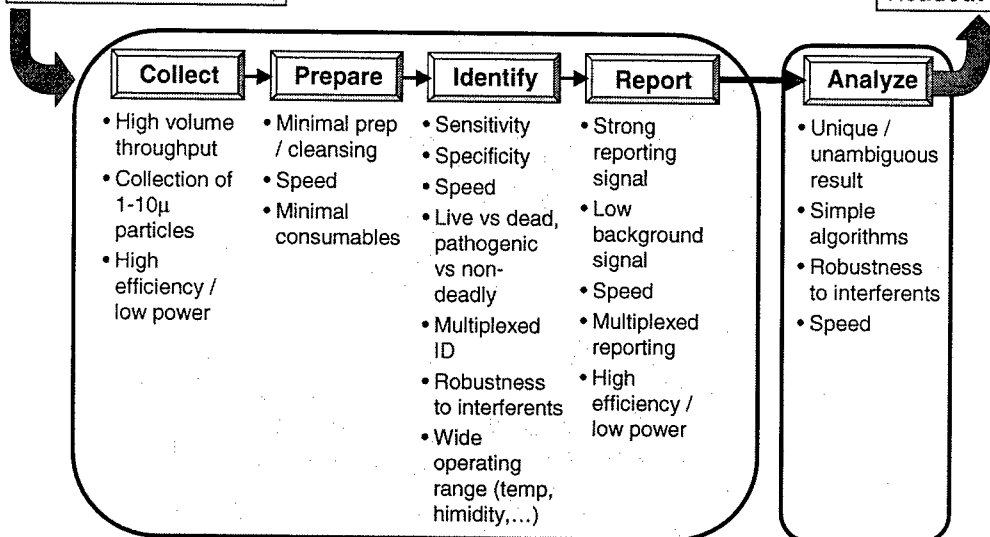 Collect
• High volume
throughput
• Collection of
1-10µ
particles
• High
efficiency /
low power
Prepare
• Minimal prep
/ cleansing
• Speed
• Minimal
consumables
Identify
• Sensitivity
• Specificity
• Speed
• Live vs dead,
pathogenic
vs non-
deadly
• Multiplexed
ID
• Robustness
to interferents
• Wide
operating
range (temp,
himidity,...)
Report
• Strong
reporting
signal
• Low
background
signal
• Speed
• Multiplexed
reporting
• High
efficiency /
low power
Analyze
• Unique /
unambiguous
result
• Simple
algorithms
• Robustness
to interferents
• Speed